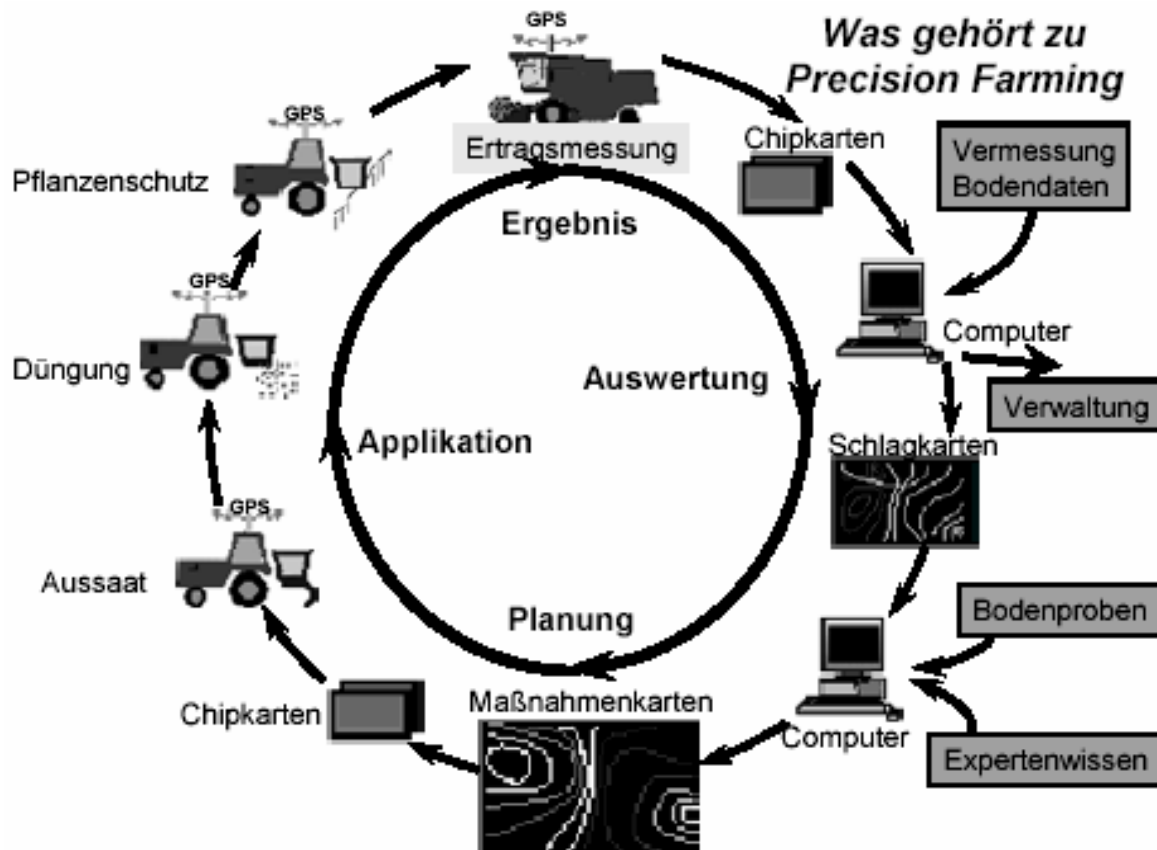 Was gehört zu
Precision Farming
GPS
Ertragsmessung
Chipkarten
Vermessung
Bodendaten
Computer
Verwaltung
Schlagkarten
Bodenproben
Expertenwissen
Computer
Maßnahmenkarten
Chipkarten
Aussaat
GPS
Düngung
GPS
Pflanzenschutz
GPS
Ergebnis
Auswertung
Planung
Applikation